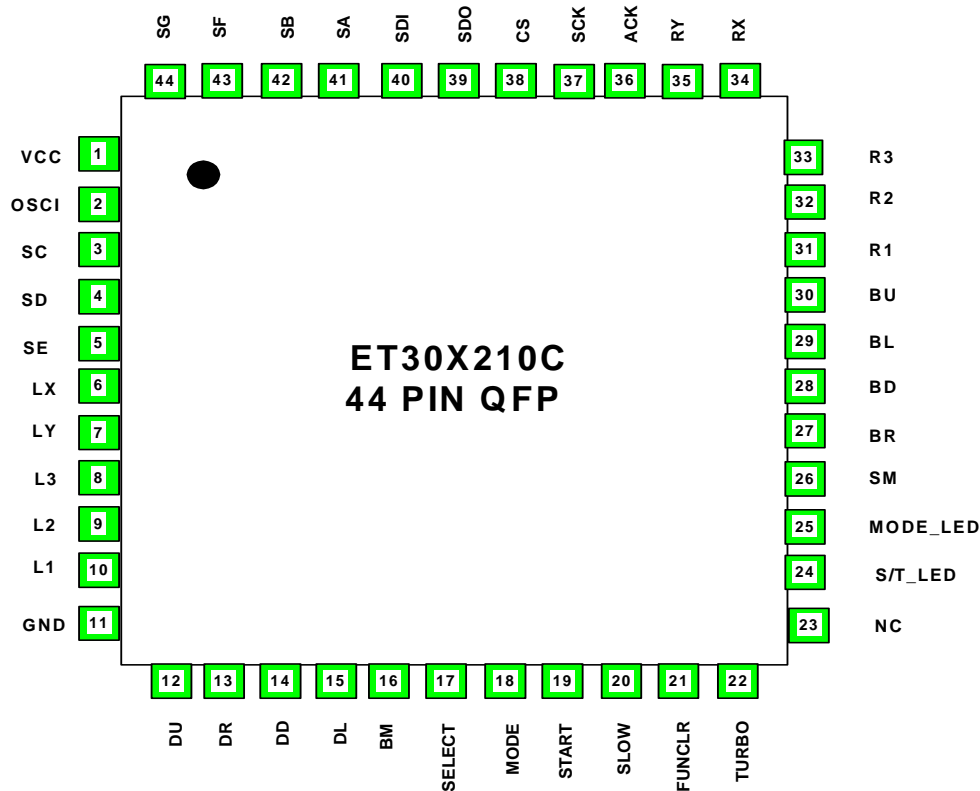 SG SF SB SA SDI SDO CS SCK ACK RY RX
44 43 42 41 40 39 38 37 36 35 34
VCC 1
OSCI 2
SC 3
SD 4
SE 5
LX 6
LY 7
L3 8
L2 9
L1 10
GND 11
ET30X210C
44 PIN QFP
33 R3
32 R2
31 R1
30 BU
29 BL
28 BD
27 BR
26 SM
25 MODE_LED
24 S/T_LED
23 NC
12 13 14 15 16 17 18 19 20 21 22
DU DR DD DL BM SELECT MODE START SLOW FUNCLR TURBO